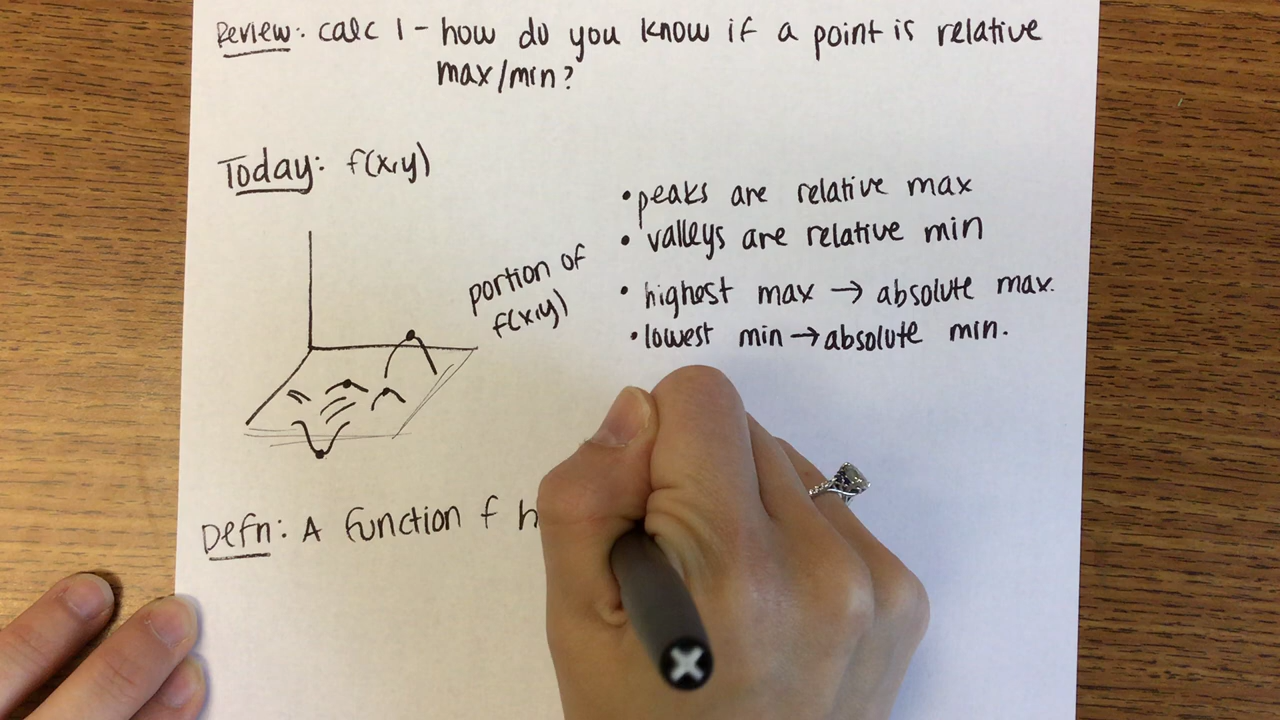 Review: calc 1 - how do you know if a point is relative
max/min?
Today: f(x,y)
• peaks are relative max
• valleys are relative min
portion of
f(x,y)
• highest max → absolute max.
• lowest min → absolute min.
Defn: A function f h